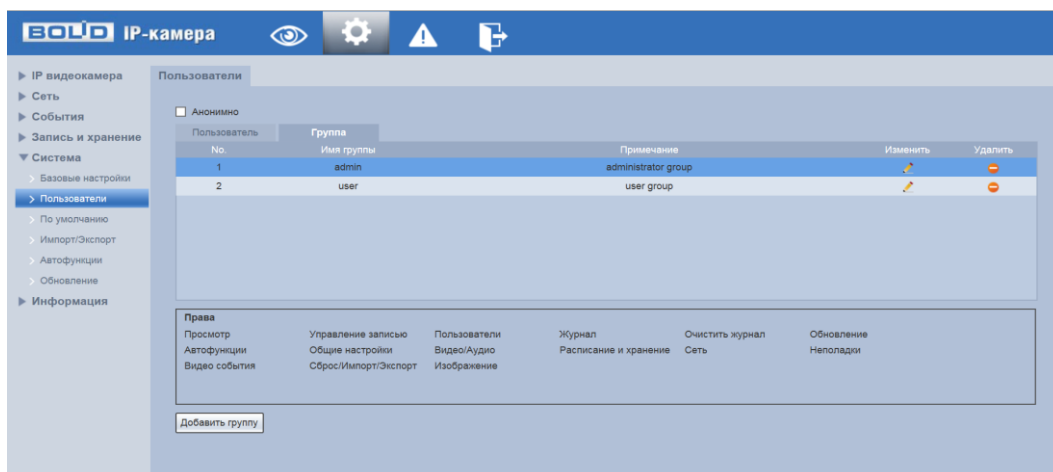 BOLID IP-камера
IP видеокамера
Сеть
События
Запись и хранение
Система
Базовые настройки
Пользователи
По умолчанию
Импорт/Экспорт
Автофункции
Обновление
Информация
Пользователи
Анонимно
Пользователь Группа
No. Имя группы Примечание Изменить Удалить
1 admin administrator group
2 user user group
Права
Просмотр Управление записью Пользователи Журнал Очистить журнал Обновление
Автофункции Общие настройки Видео/Аудио Расписание и хранение Сеть Неполадки
Видео события Сброс/Импорт/Экспорт Изображение
Добавить группу